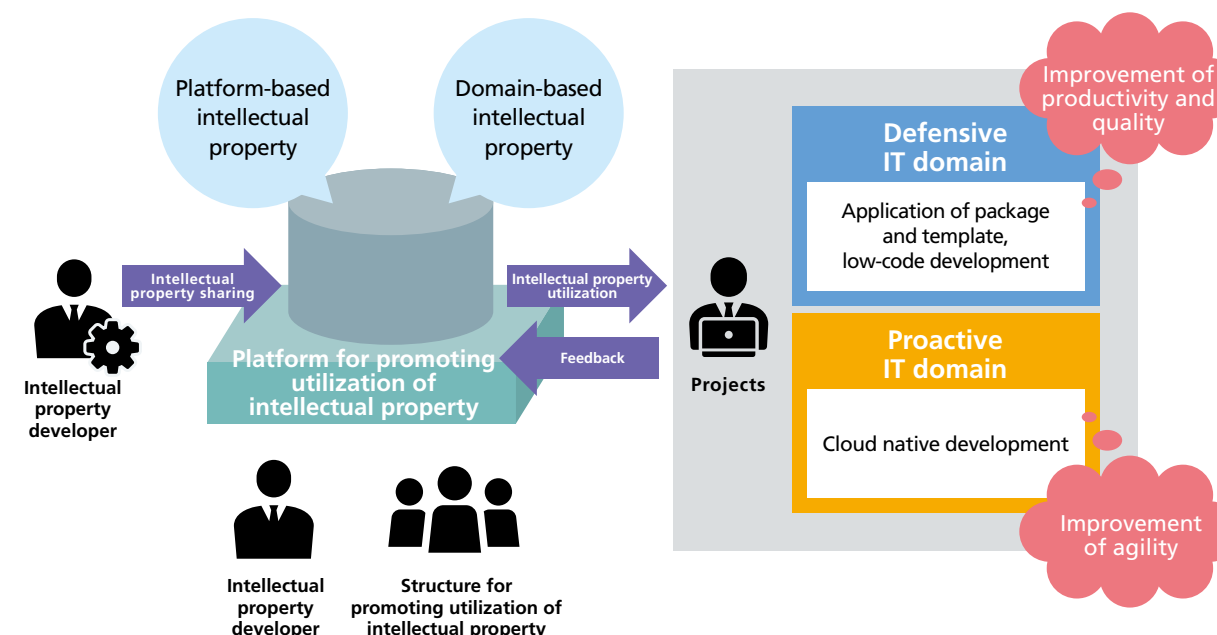 Platform-based
intellectual
property
Domain-based
intellectual
property
Improvement of
productivity and
quality
Defensive
IT domain
Application of package
and template,
low-code development
Intellectual
property sharing
Intellectual property
utilization
Feedback
Platform for promoting
utilization of
intellectual property
Intellectual
property
developer
Projects
Proactive
IT domain
Cloud native development
Improvement
of agility
Intellectual
property
developer
Structure for
promoting utilization of
intellectual property